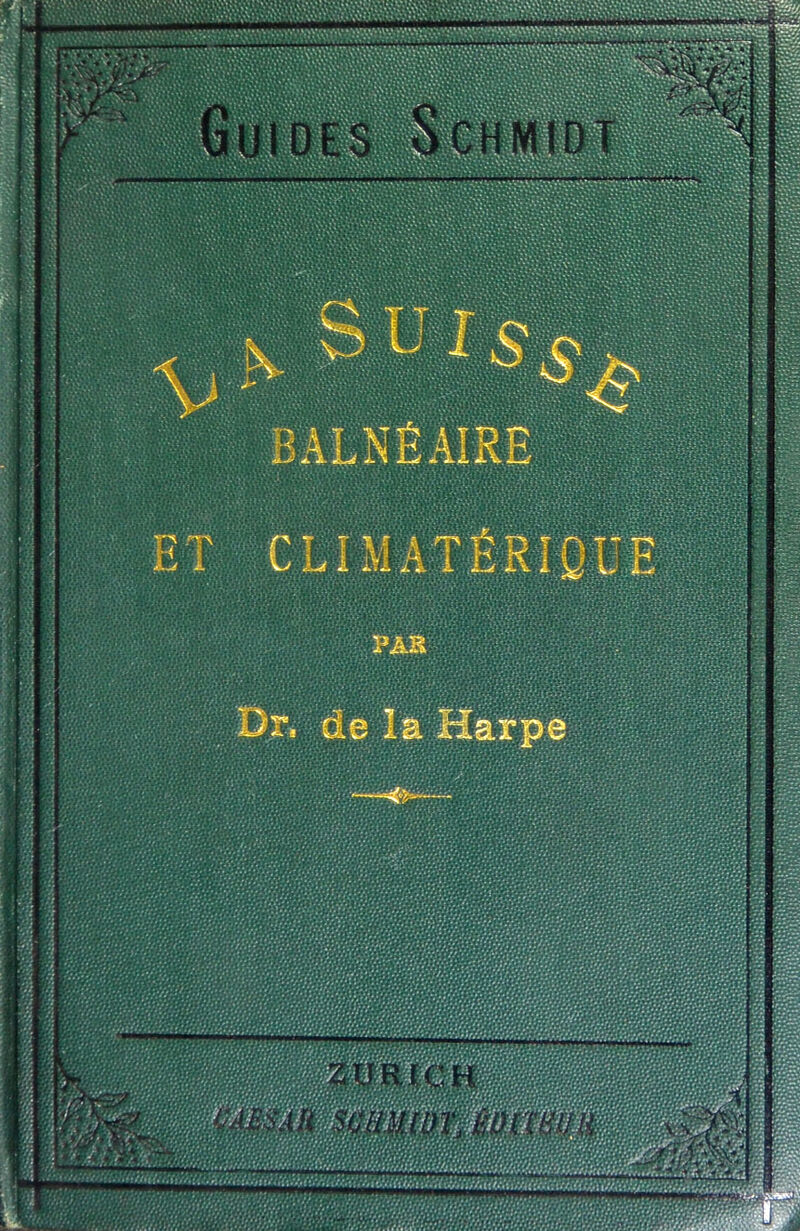 GUIDES SCHMIDT
LA SUISSE
BALNÉAIRE
ET CLIMATÉRIQUE
PAR
Dr. de la Harpe
ZURICH
CAESAR SCHMIDT, ÉDITEUR